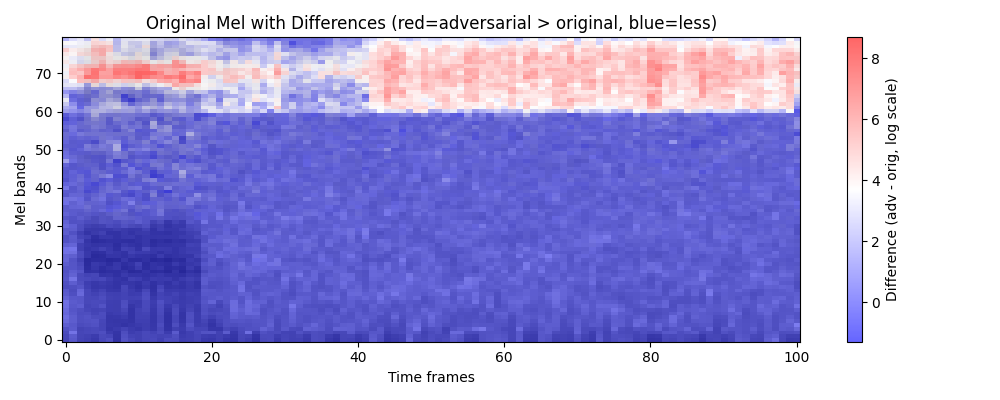 Original Mel with Differences (red=adversarial > original, blue=less)
Mel bands
70
60
50
40
30
20
10
0
0 20 40 60 80 100
Time frames
8
6
4
2
0
Difference (adv - orig, log scale)